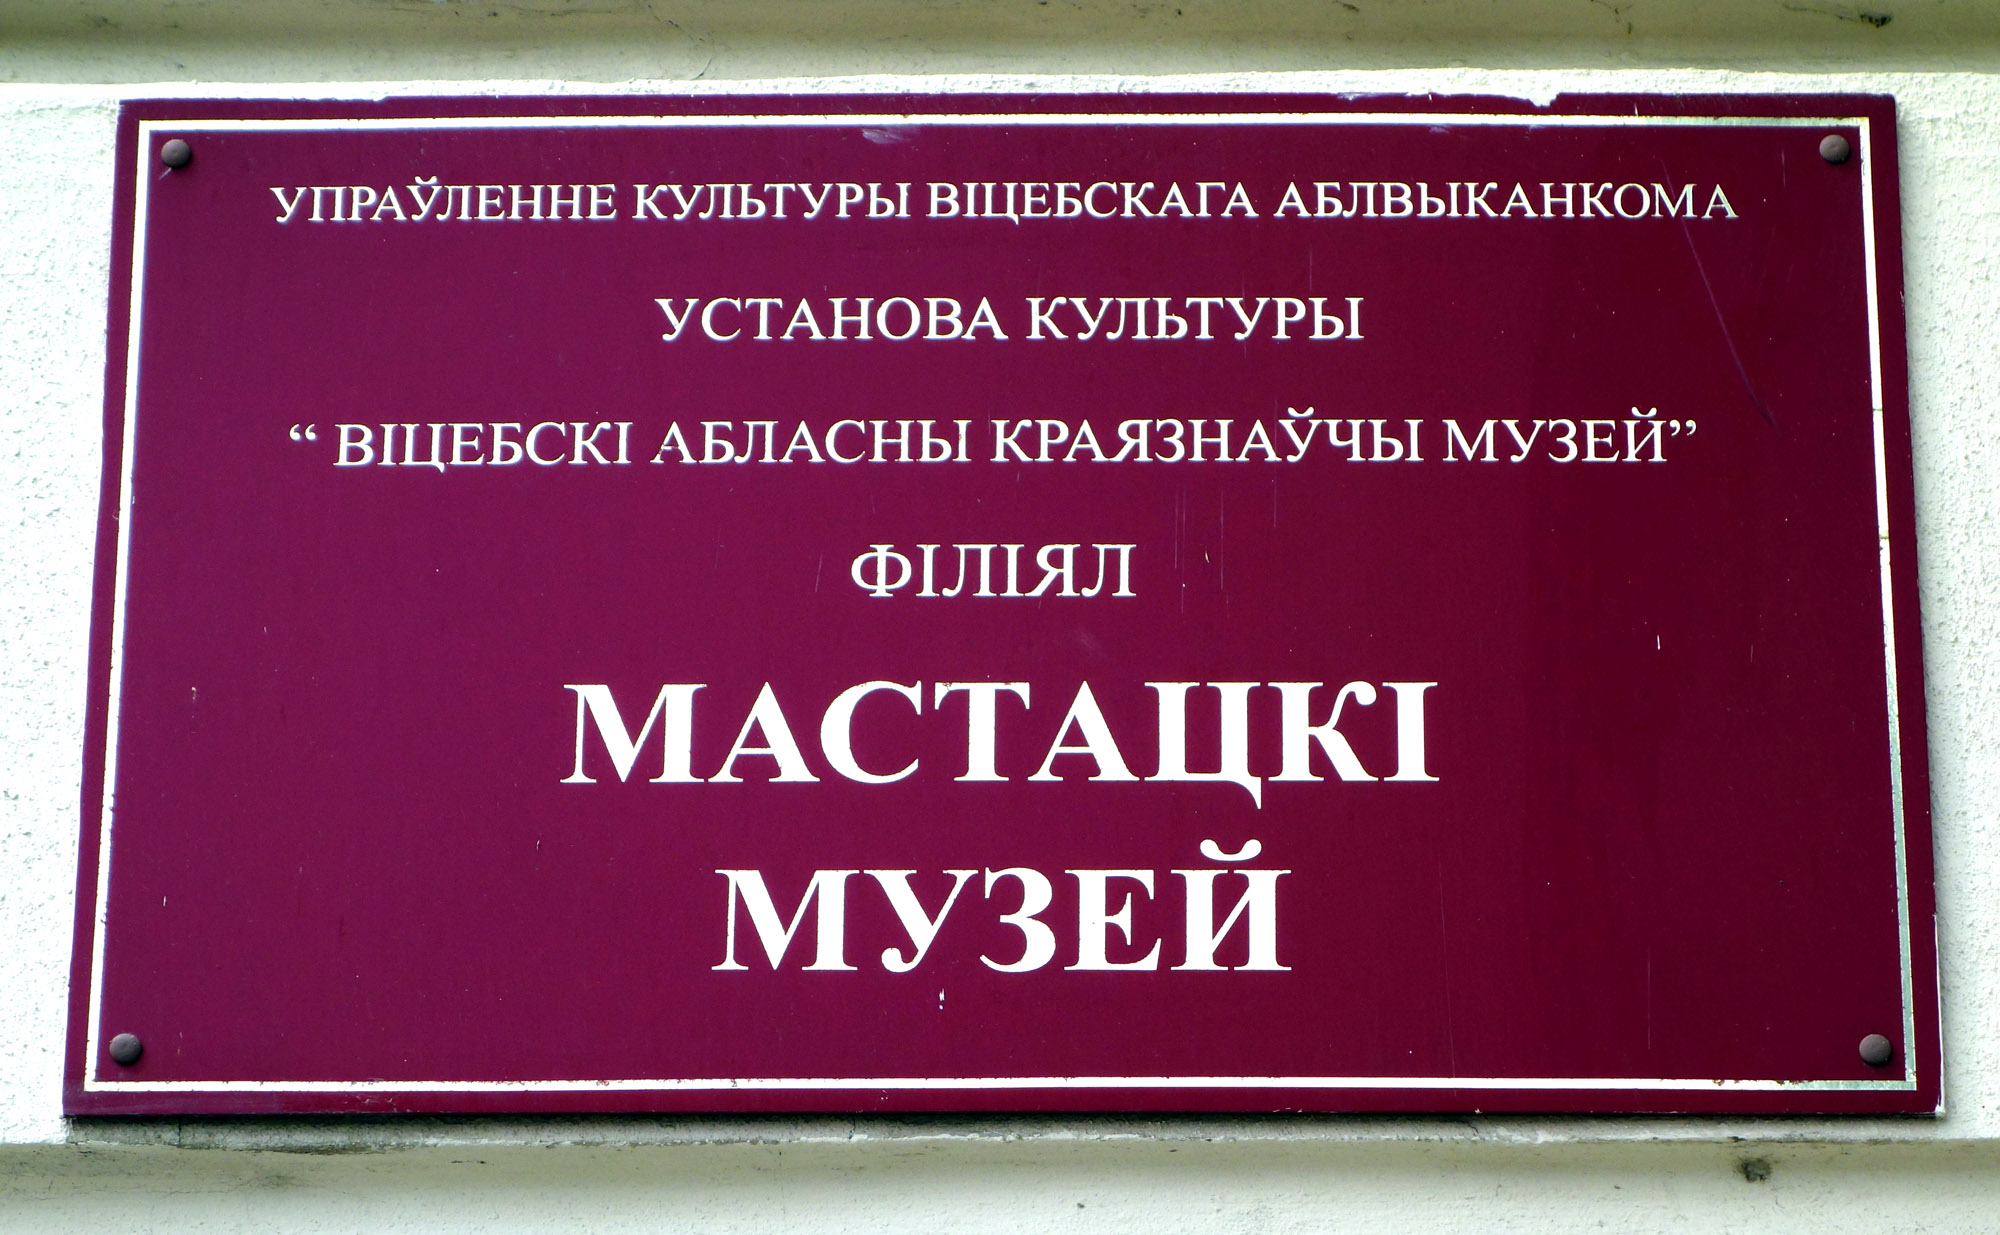 УПРАЎЛЕННЕ КУЛЬТУРЫ ВІЦЕБСКАГА АБЛВЫКАНКОМА
УСТАНОВА КУЛЬТУРЫ
“ ВІЦЕБСКІ АБЛАСНЫ КРАЯЗНАЎЧЫ МУЗЕЙ”
ФІЛІЯЛ
МАСТАЦКІ
МУЗЕЙ